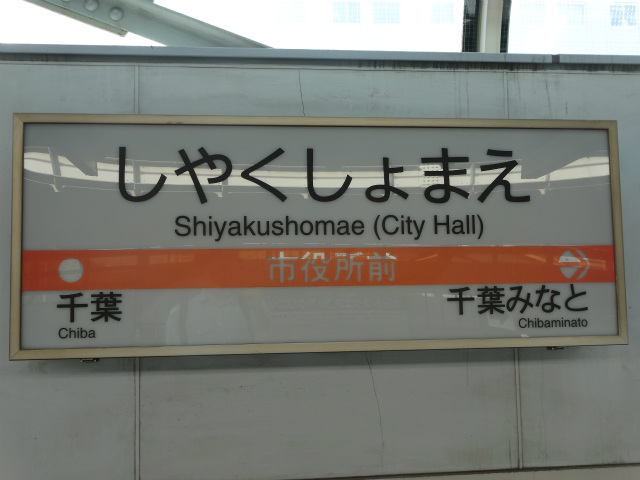 しやくしょまえ
Shiyakushomae (City Hall)
市役所前
千葉
Chiba
千葉みなと
Chibaminato